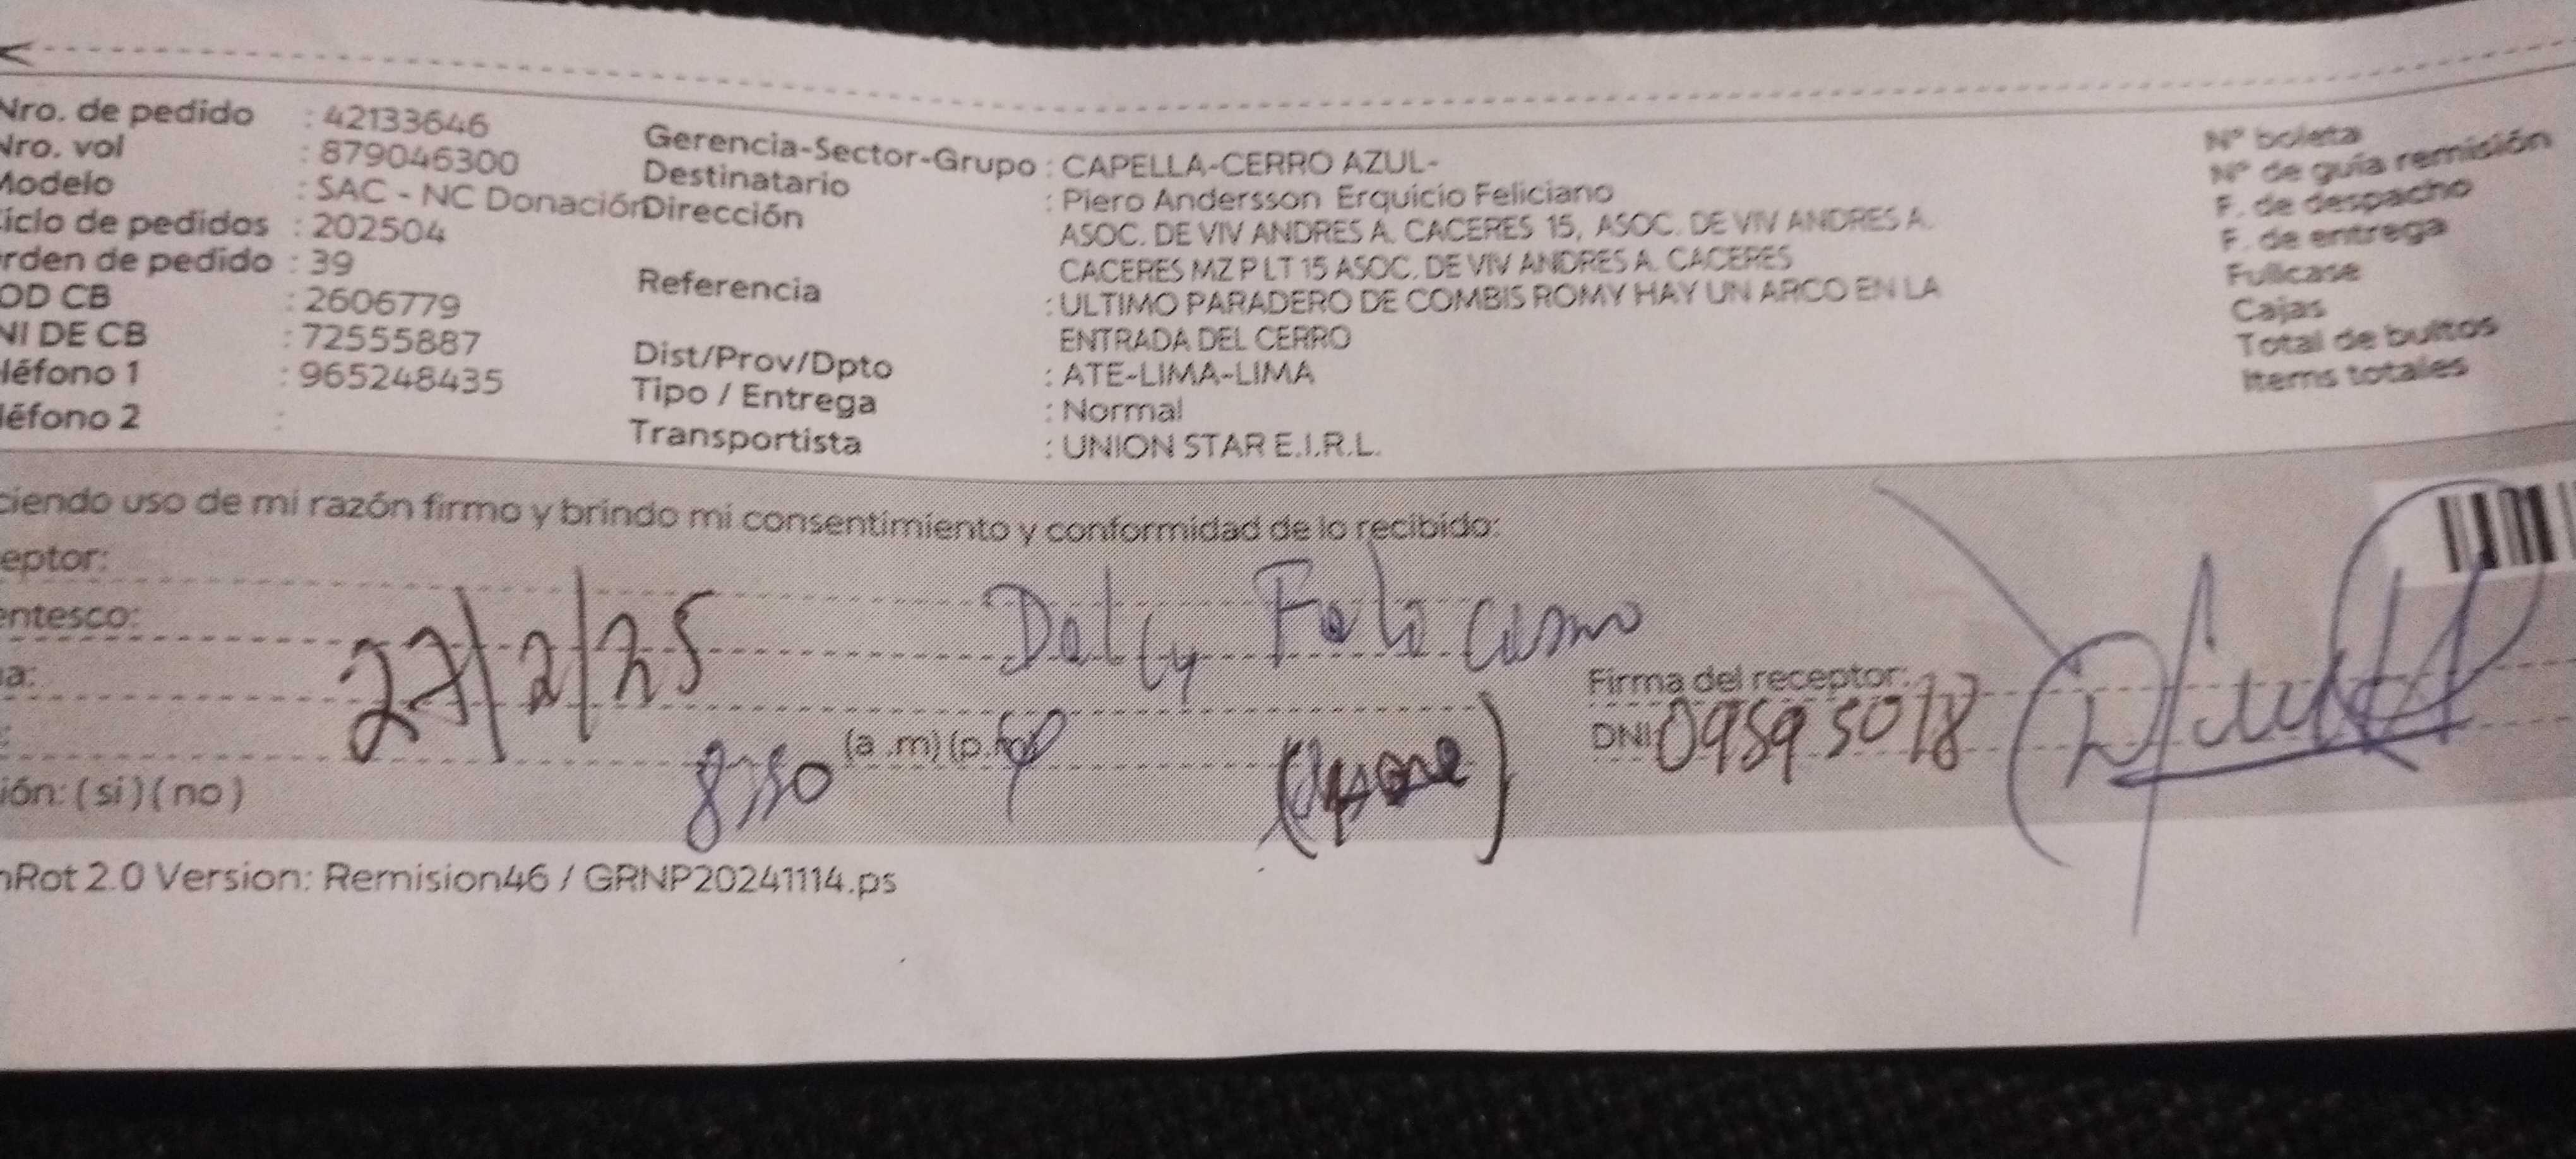 Nro. de pedido : 42133646
Nro. vol : 879046300
Modelo : SAC - NC Donación
iclo de pedidos : 202504
rden de pedido : 39
OD CB : 2606779
NI DE CB : 72555887
léfono 1 : 965248435
léfono 2 :
Gerencia-Sector-Grupo : CAPELLA-CERRO AZUL-
Destinatario : Piero Andersson Erquicio Feliciano
Dirección ASOC. DE VIV ANDRES A. CACERES 15, ASOC. DE VIV ANDRES A.
CACERES MZ P LT 15 ASOC. DE VIV ANDRES A. CACERES
Referencia : ULTIMO PARADERO DE COMBIS ROMY HAY UN ARCO EN LA
ENTRADA DEL CERRO
Dist/Prov/Dpto : ATE-LIMA-LIMA
Tipo / Entrega : Normal
Transportista : UNION STAR E.I.R.L.
N° boleta
N° de guía remisión
F. de despacho
F. de entrega
Fullcase
Cajas
Total de bultos
Items totales
ciendo uso de mi razón firmo y brindo mi consentimiento y conformidad de lo recibido:
eptor:
entesco:
a:
27/2/25
(a .m) (p.m)
Firma del receptor:
DNI 09595018
ión: ( si ) ( no )
nRot 2.0 Version: Remision46 / GRNP20241114.ps